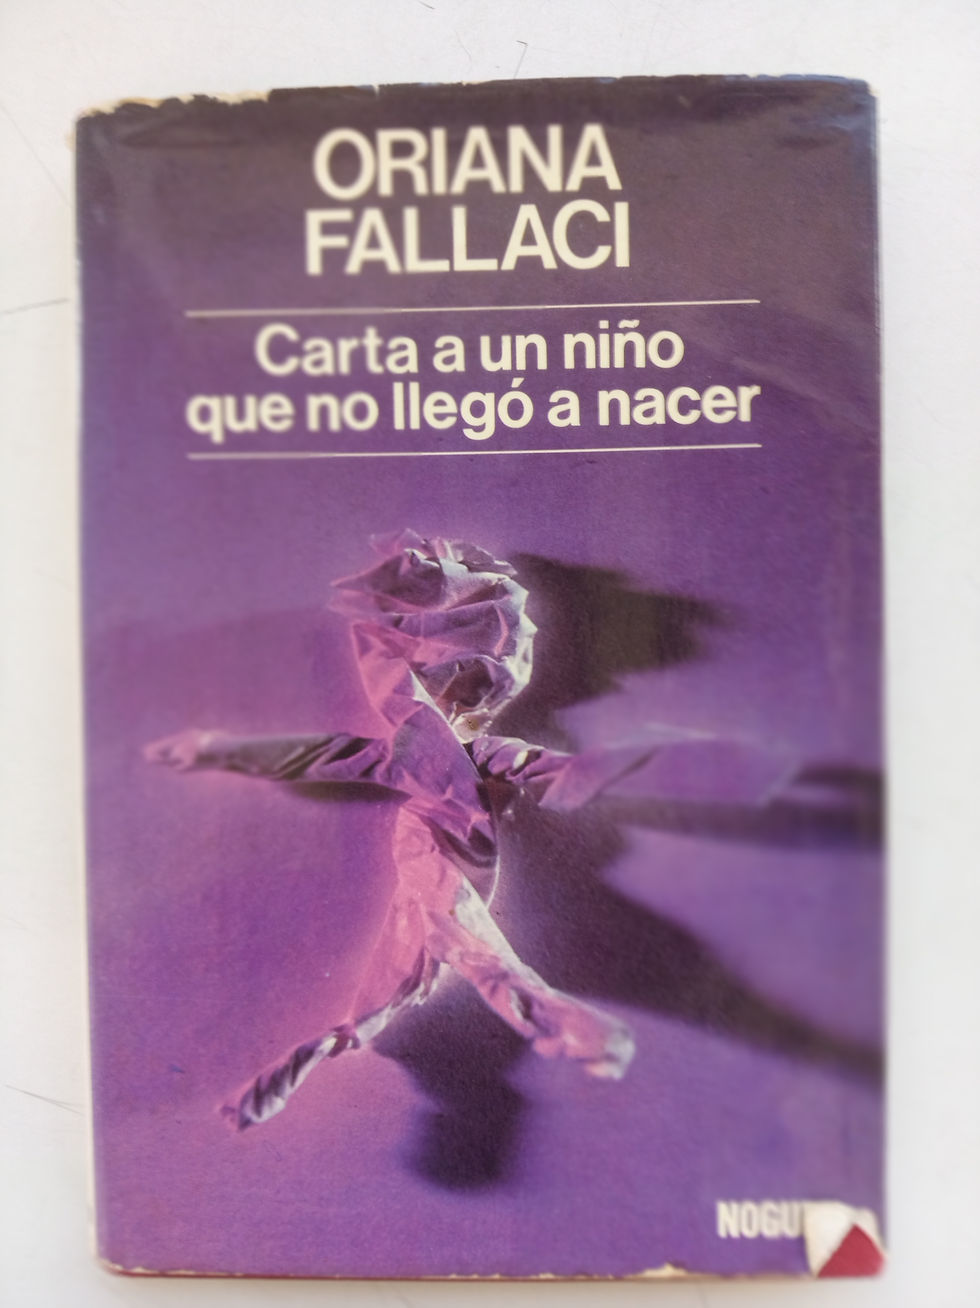 ORIANA
FALLACI
Carta a un niño
que no llegó a nacer